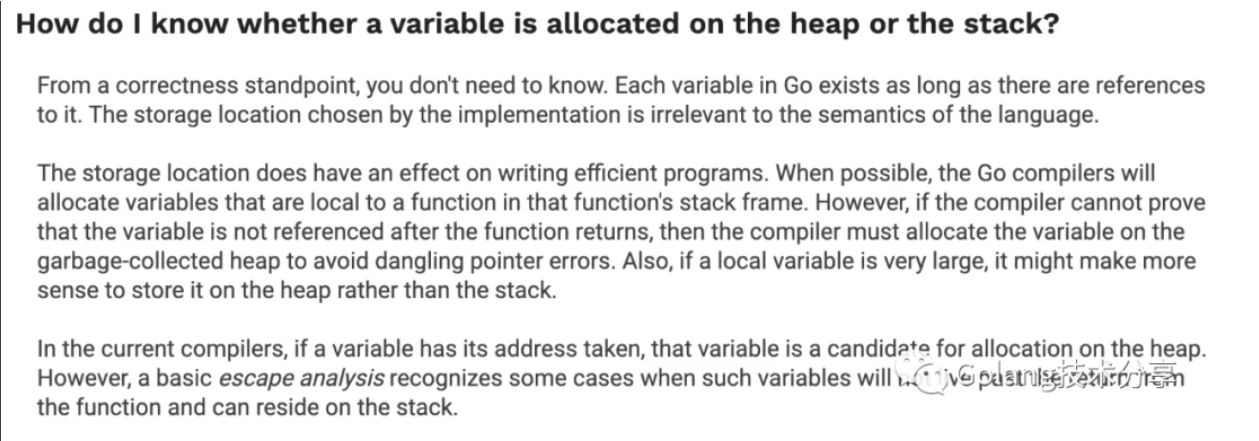 How do I know whether a variable is allocated on the heap or the stack?
From a correctness standpoint, you don't need to know. Each variable in Go exists as long as there are references
to it. The storage location chosen by the implementation is irrelevant to the semantics of the language.
The storage location does have an effect on writing efficient programs. When possible, the Go compilers will
allocate variables that are local to a function in that function's stack frame. However, if the compiler cannot prove
that the variable is not referenced after the function returns, then the compiler must allocate the variable on the
garbage-collected heap to avoid dangling pointer errors. Also, if a local variable is very large, it might make more
sense to store it on the heap rather than the stack.
In the current compilers, if a variable has its address taken, that variable is a candidate for allocation on the heap.
However, a basic escape analysis recognizes some cases when such variables will
Golang技术分享
the function and can reside on the stack.